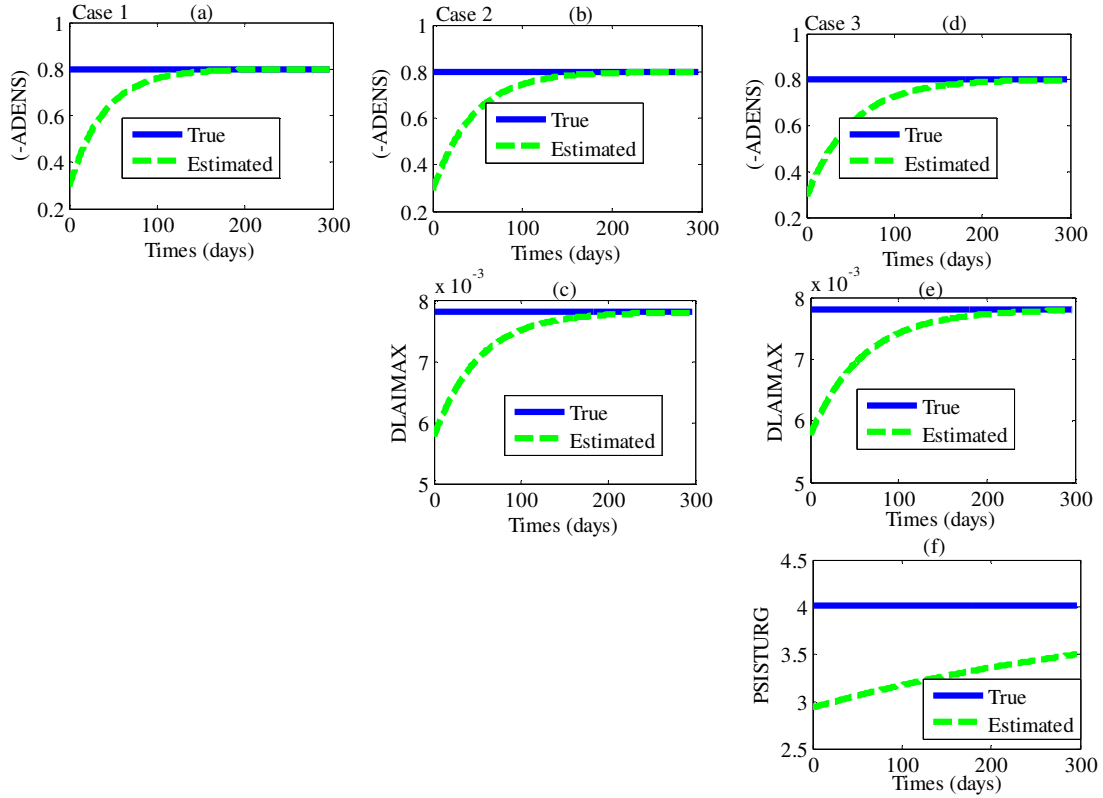 Case 1
(a)
1
0.8
0.6
0.4
0.2
(-ADENS)
True
Estimated
0 100 200 300
Times (days)
Case 2
(b)
1
0.8
0.6
0.4
0.2
(-ADENS)
True
Estimated
0 100 200 300
Times (days)
Case 3
(d)
1
0.8
0.6
0.4
0.2
(-ADENS)
True
Estimated
0 100 200 300
Times (days)
x 10^-3
(c)
8
7
6
5
DLAIMAX
True
Estimated
0 100 200 300
Times (days)
x 10^-3
(e)
8
7
6
5
DLAIMAX
True
Estimated
0 100 200 300
Times (days)
(f)
4.5
4
3.5
3
2.5
PSISTURG
True
Estimated
0 100 200 300
Times (days)